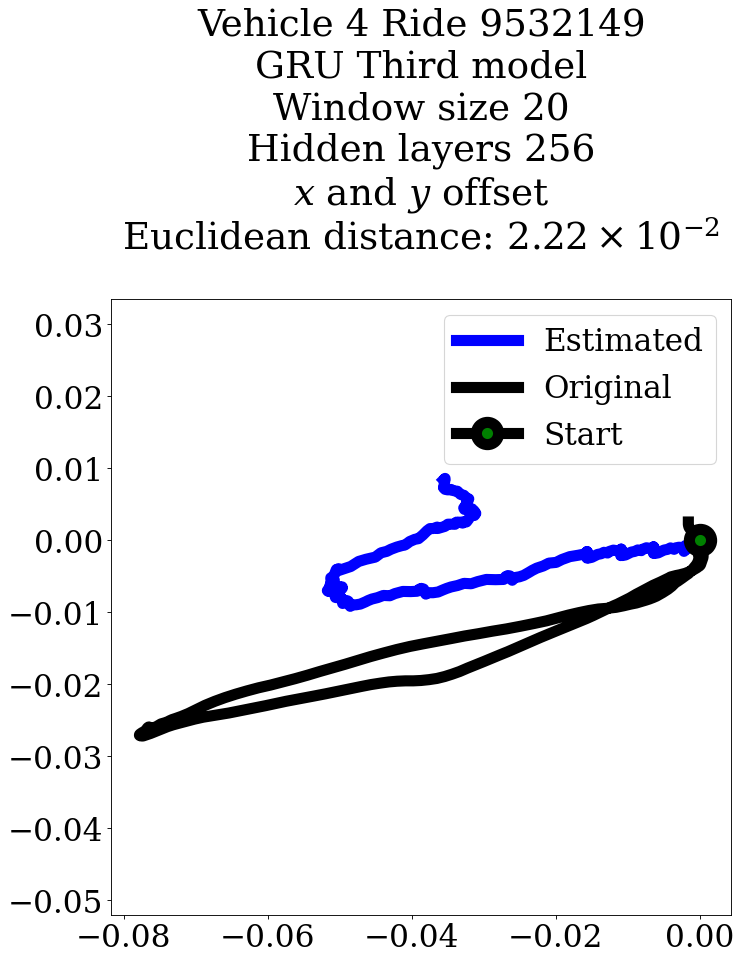 Vehicle 4 Ride 9532149
GRU Third model
Window size 20
Hidden layers 256
x and y offset
Euclidean distance: 2.22 × 10⁻²
Estimated
Original
Start
0.03
0.02
0.01
0.00
−0.01
−0.02
−0.03
−0.04
−0.05
−0.08 −0.06 −0.04 −0.02 0.00